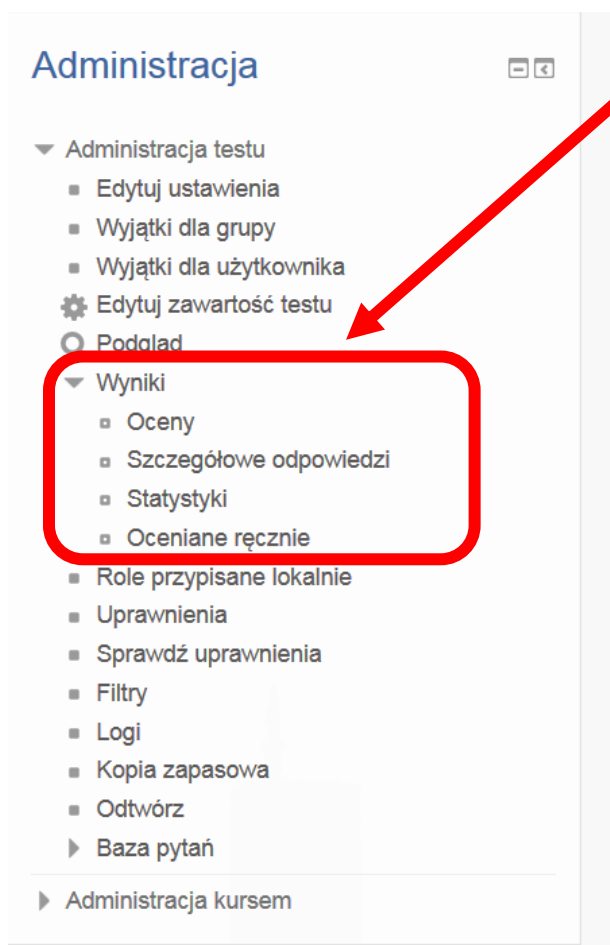 Administracja
Administracja testu
Edytuj ustawienia
Wyjątki dla grupy
Wyjątki dla użytkownika
Edytuj zawartość testu
Podgląd
Wyniki
Oceny
Szczegółowe odpowiedzi
Statystyki
Oceniane ręcznie
Role przypisane lokalnie
Uprawnienia
Sprawdź uprawnienia
Filtry
Logi
Kopia zapasowa
Odtwórz
Baza pytań
Administracja kursem